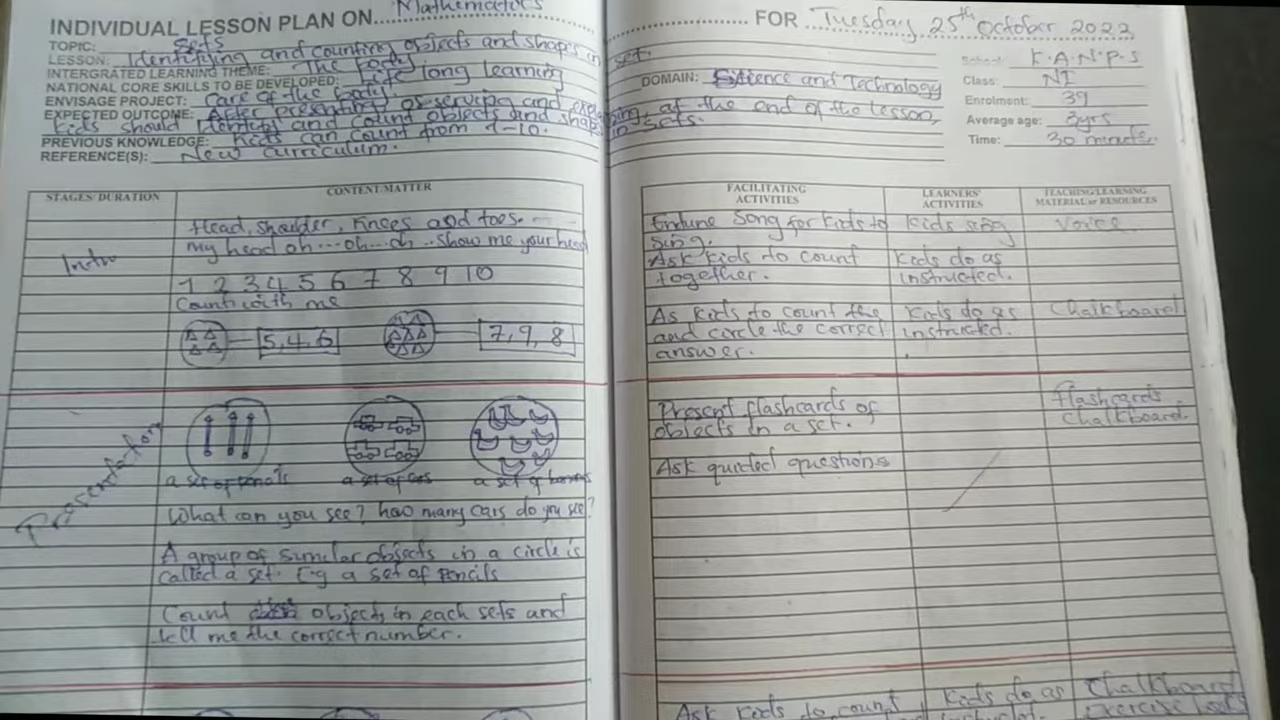 INDIVIDUAL LESSON PLAN ON Mathematics
TOPIC: Sets
LESSON: Identifying and counting objects and shapes in set.
INTERGRATED LEARNING THEME: The body
NATIONAL CORE SKILLS TO BE DEVELOPED: Life long learning
ENVISAGE PROJECT: Care of the body
EXPECTED OUTCOME: After presenting, observing and at the end of the lesson,
kids should identify and count objects and shapes in sets.
PREVIOUS KNOWLEDGE: Kids can count from 1-10.
REFERENCE(S): New curriculum.
FOR Tuesday 25th October 2022
DOMAIN: Science and Technology
School: K.A.N.P.S
Class: N1
Enrolment: 39
Average age: 3yrs
Time: 30 minute
STAGES/DURATION
CONTENT MATTER
Intro
Head, shoulder, knees and toes.
my head oh...oh...oh..show me your head
1 2 3 4 5 6 7 8 9 10
Count with me
5,4,6
7,9,8
Presentation
a set of pencils
a set of cars
a set of
What can you see? how many cars do you see?
A group of similar objects in a circle is
called a set. E.g a set of pencils
Count objects in each sets and
tell me the correct number.
FACILITATING ACTIVITIES
LEARNERS' ACTIVITIES
TEACHING/LEARNING MATERIAL or RESOURCES
Entune song for kids to
sing.
Kids sing
Voice
Ask kids to count
together.
Kids do as
instructed.
As kids to count the
and circle the correct
answer.
Kids do as
instructed.
Chalkboard
Present flashcards of
objects in a set.
flashcards.
Chalkboard
Ask guided questions
Ask kids to count
Kids do as
Chalkboard
exercise